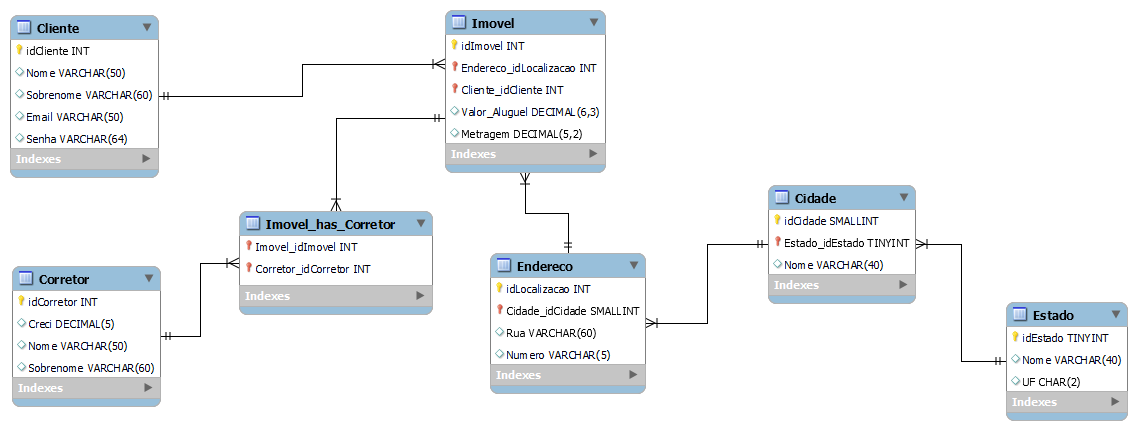 Cliente
idCliente INT
Nome VARCHAR(50)
Sobrenome VARCHAR(60)
Email VARCHAR(50)
Senha VARCHAR(64)
Indexes
Imovel
idImovel INT
Endereco_idLocalizacao INT
Cliente_idCliente INT
Valor_Aluguel DECIMAL(6,3)
Metragem DECIMAL(5,2)
Indexes
Imovel_has_Corretor
Imovel_idImovel INT
Corretor_idCorretor INT
Indexes
Corretor
idCorretor INT
Creci DECIMAL(5)
Nome VARCHAR(50)
Sobrenome VARCHAR(60)
Indexes
Endereco
idLocalizacao INT
Cidade_idCidade SMALLINT
Rua VARCHAR(60)
Numero VARCHAR(5)
Indexes
Cidade
idCidade SMALLINT
Estado_idEstado TINYINT
Nome VARCHAR(40)
Indexes
Estado
idEstado TINYINT
Nome VARCHAR(40)
UF CHAR(2)
Indexes